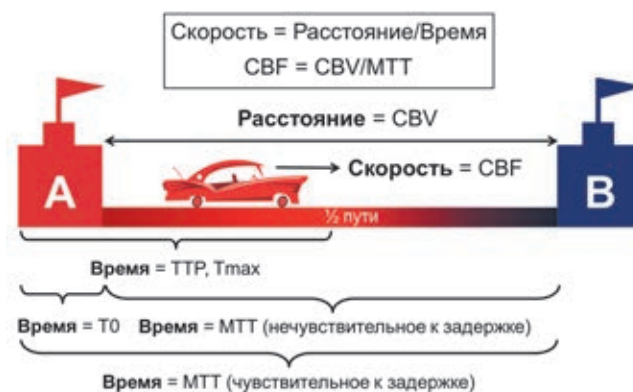 Скорость = Расстояние/Время
CBF = CBV/MTT
Расстояние = CBV
A
Скорость = CBF
B
½ пути
Время = TTP, Tmax
Время = T0 Время = MTT (нечувствительное к задержке)
Время = MTT (чувствительное к задержке)